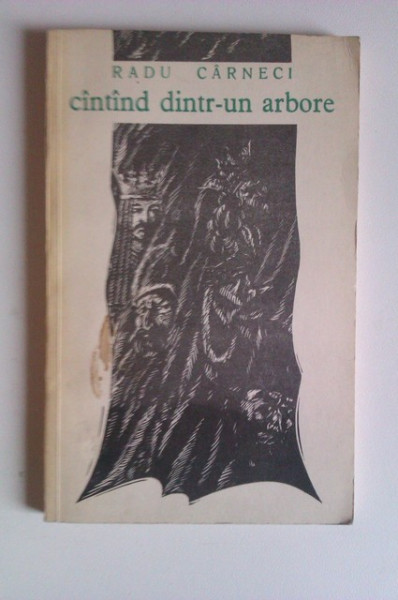 RADU CÂRNECI
cîntînd dintr-un arbore